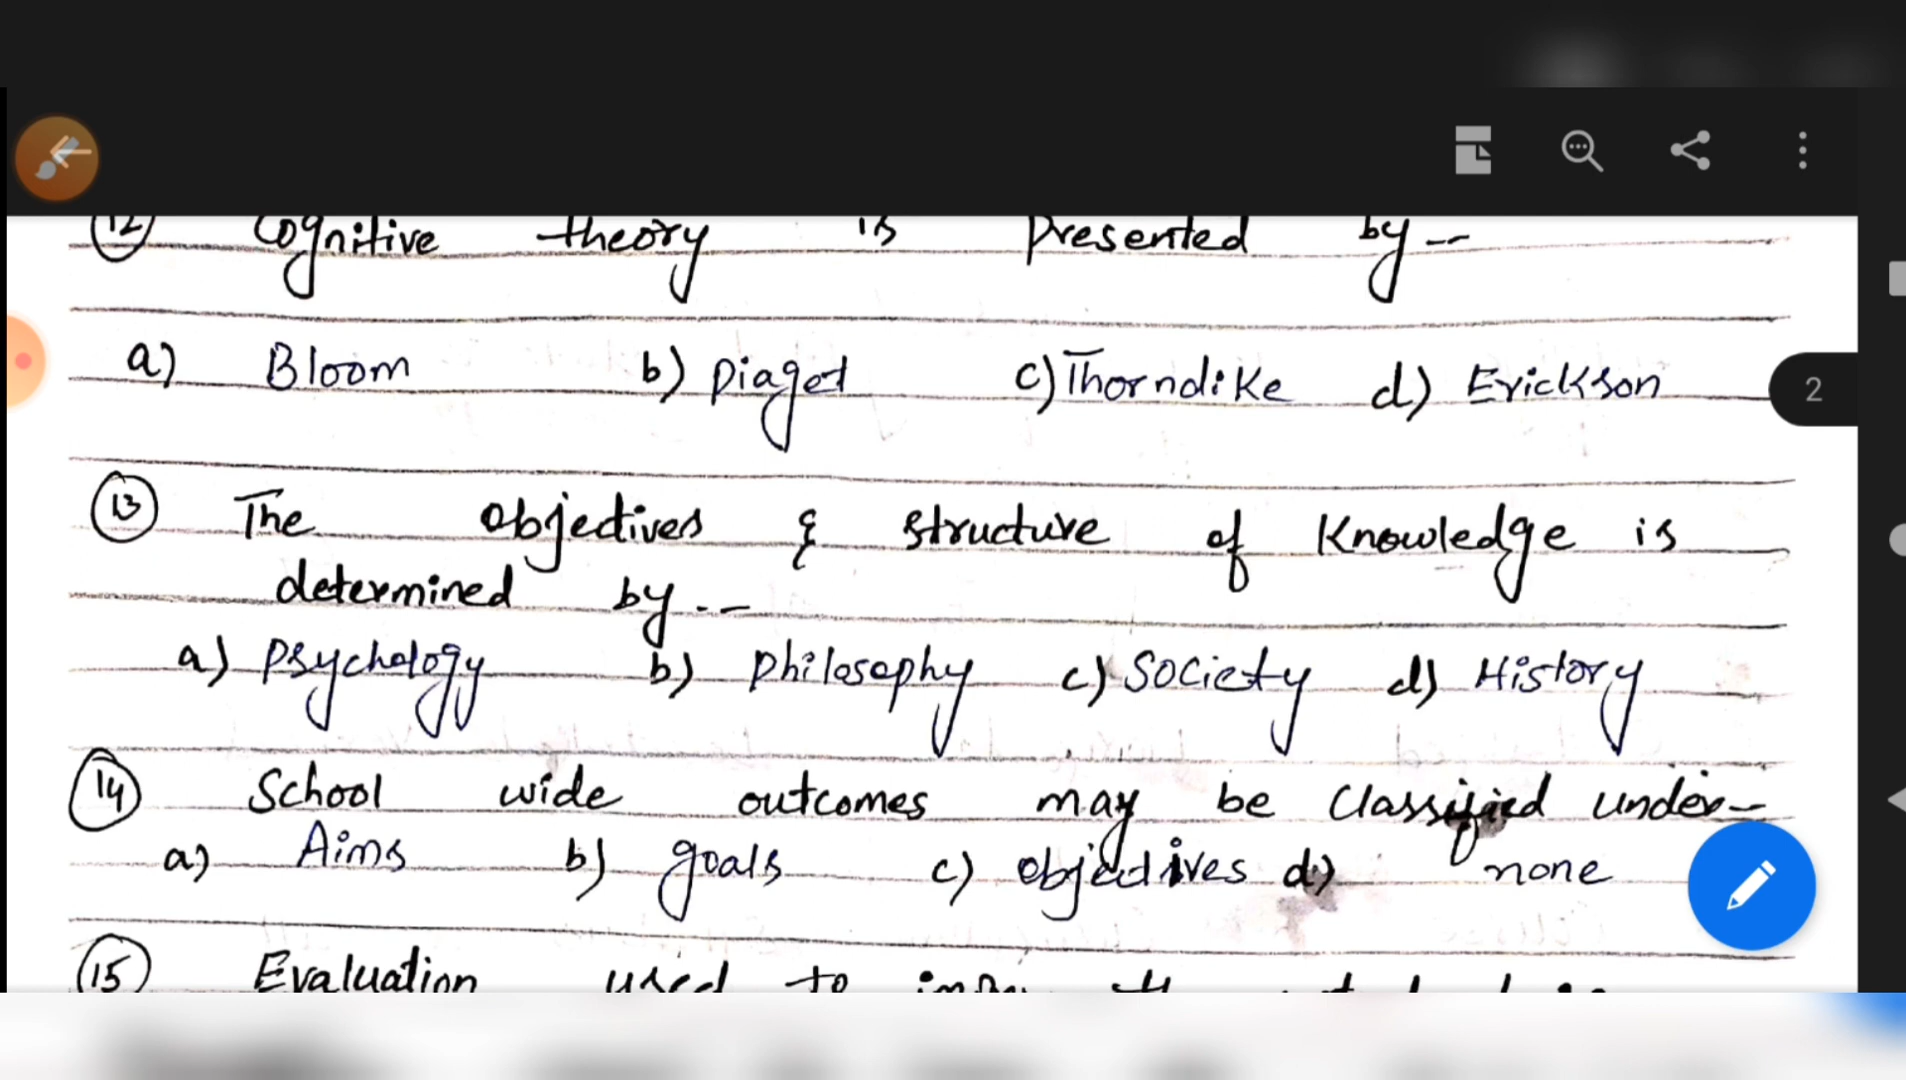 12 Cognitive theory is Presented by --
a) Bloom b) Piaget c) Thorndike d) Erickson
2
13 The objectives & structure of Knowledge is
determined by --
a) Psychology b) Philosophy c) Society d) History
14 School wide outcomes may be Classified under-
a) Aims b) goals c) objectives d) none
15 Evaluation used to